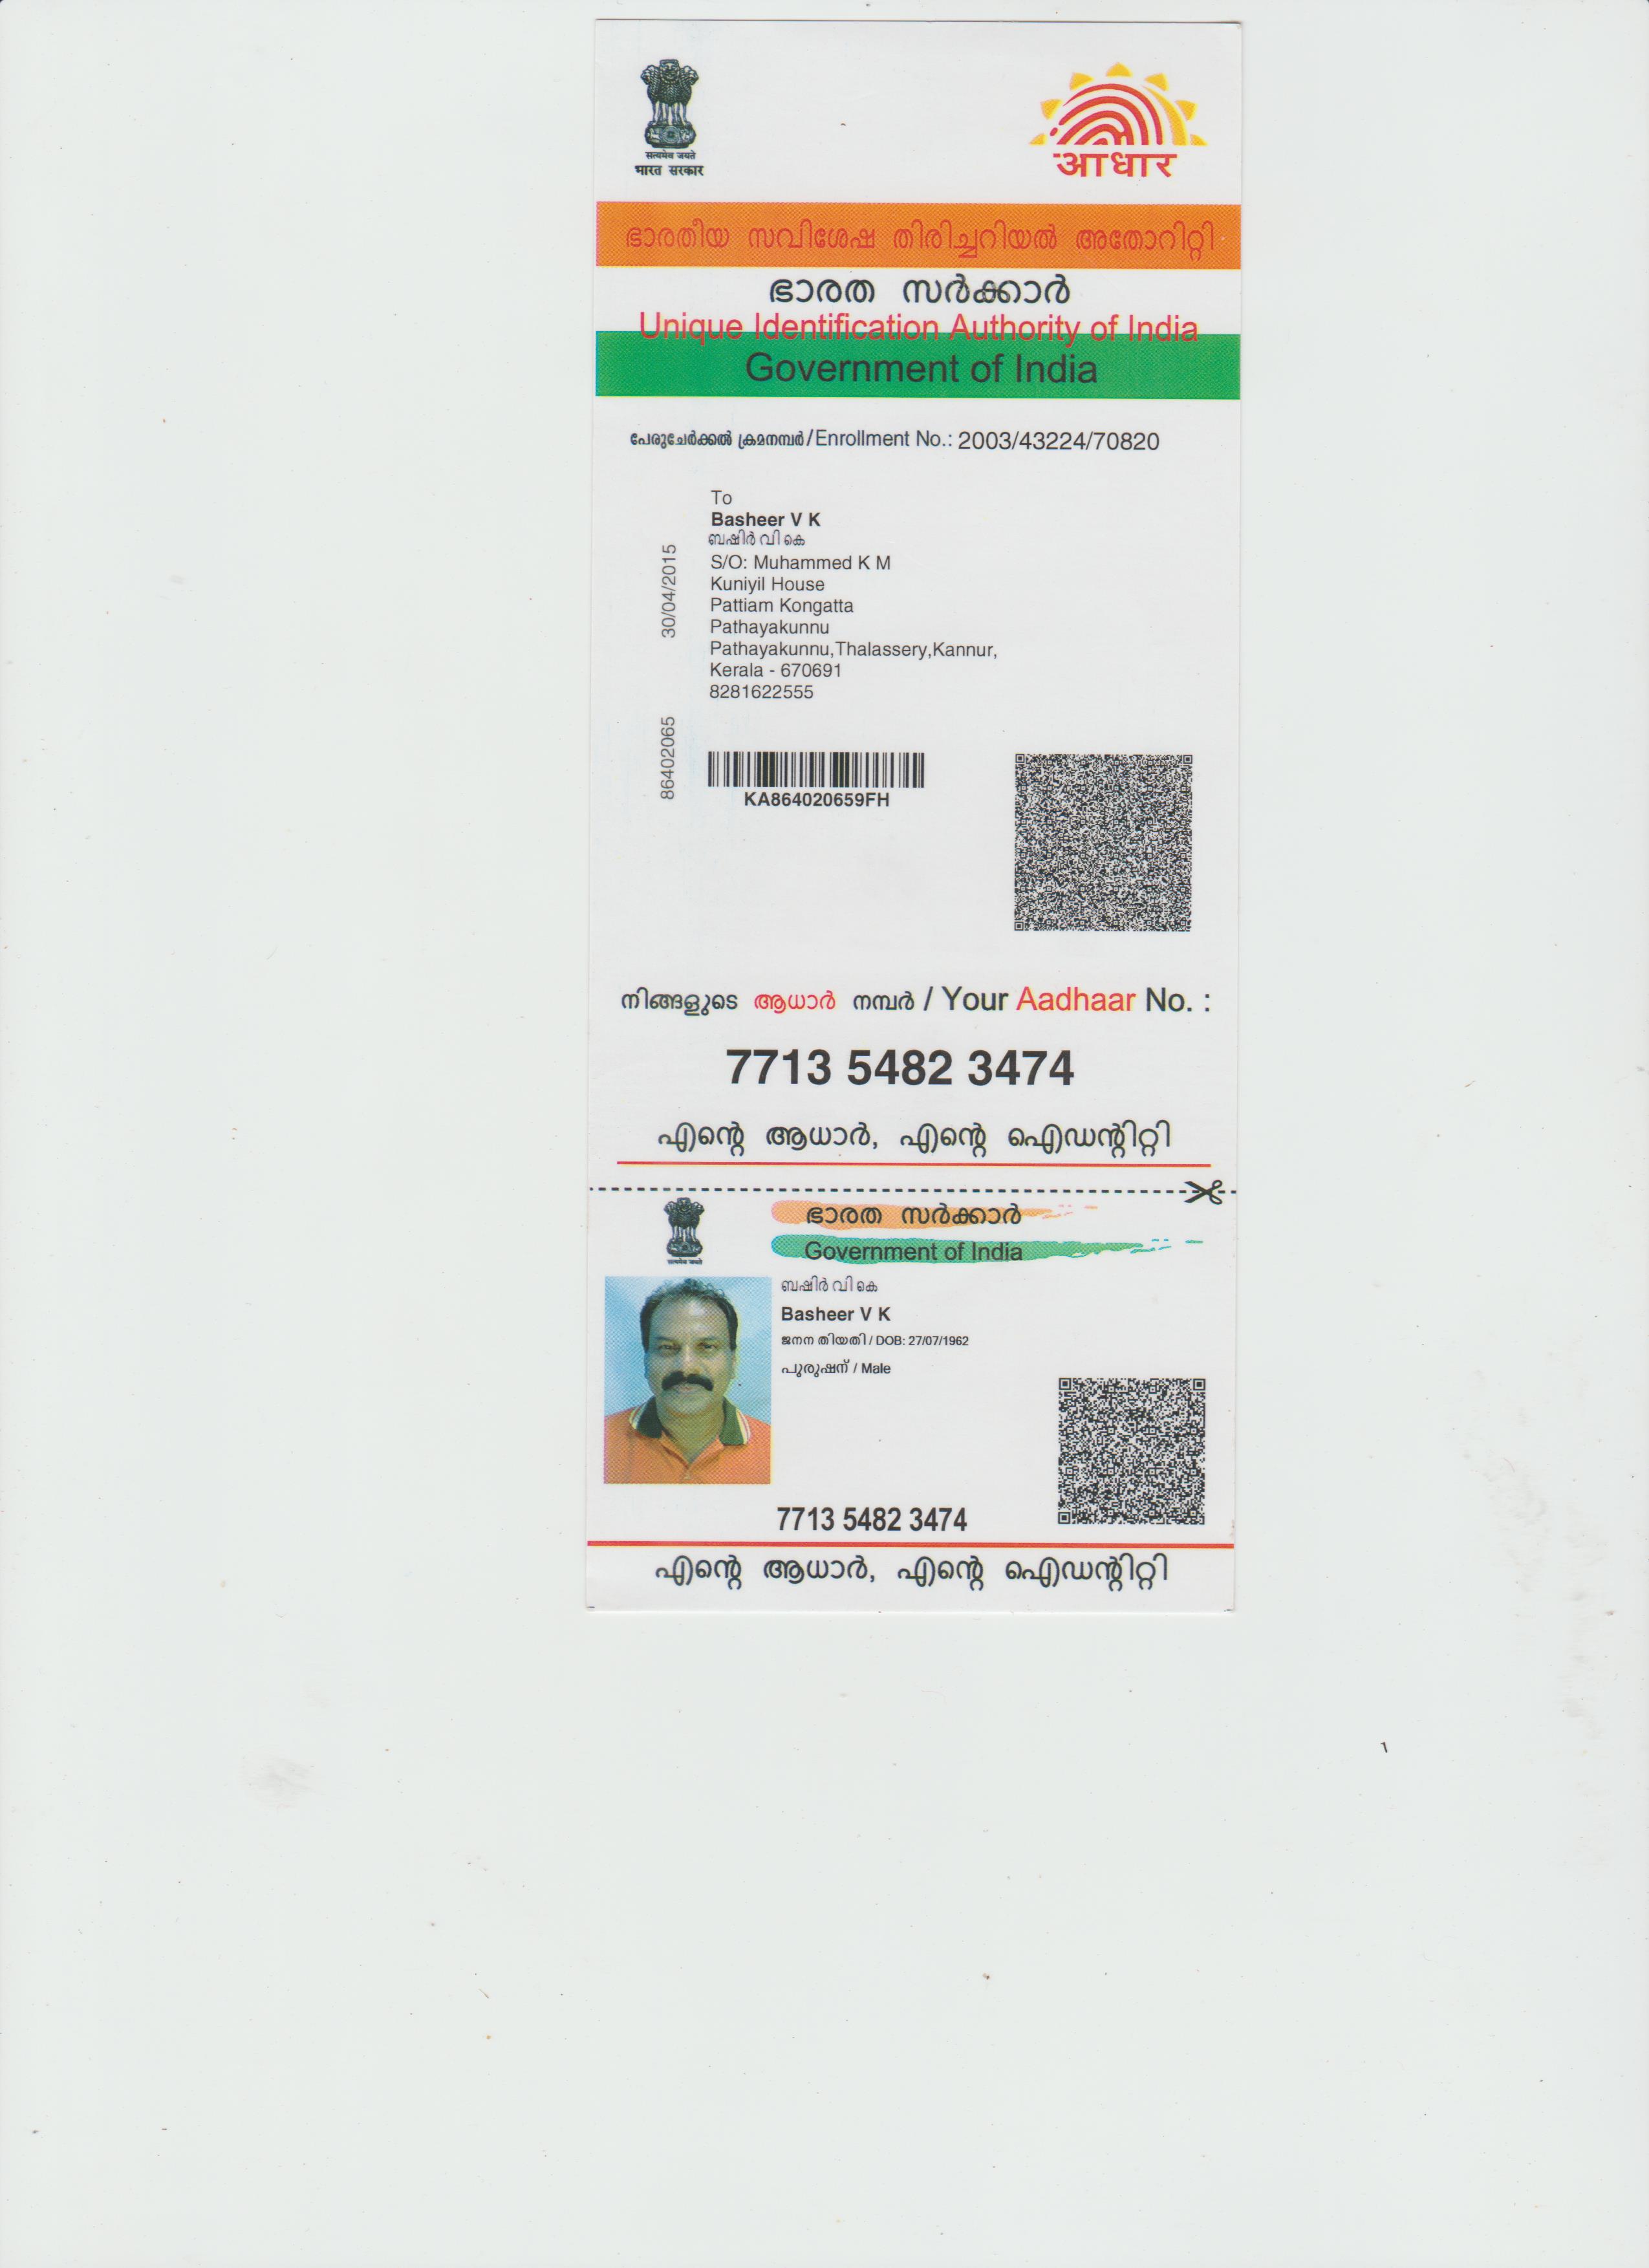 सत्यमेव जयते
भारत सरकार
आधार
ഭാരതീയ സവിശേഷ തിരിച്ചറിയൽ അതോറിറ്റി
ഭാരത സർക്കാർ
Unique Identification Authority of India
Government of India
പേരുചേർക്കൽ ക്രമനമ്പർ/Enrollment No.: 2003/43224/70820
To
Basheer V K
ബഷിർ വി കെ
S/O: Muhammed K M
Kuniyil House
Pattiam Kongatta
Pathayakunnu
Pathayakunnu,Thalassery,Kannur,
Kerala - 670691
8281622555
30/04/2015
86402065
KA864020659FH
നിങ്ങളുടെ ആധാർ നമ്പർ / Your Aadhaar No. :
7713 5482 3474
എന്റെ ആധാർ, എന്റെ ഐഡന്റിറ്റി
सत्यमेव जयते
ഭാരത സർക്കാർ
Government of India
ബഷിർ വി കെ
Basheer V K
ജനന തിയതി / DOB: 27/07/1962
പുരുഷന് / Male
7713 5482 3474
എന്റെ ആധാർ, എന്റെ ഐഡന്റിറ്റി